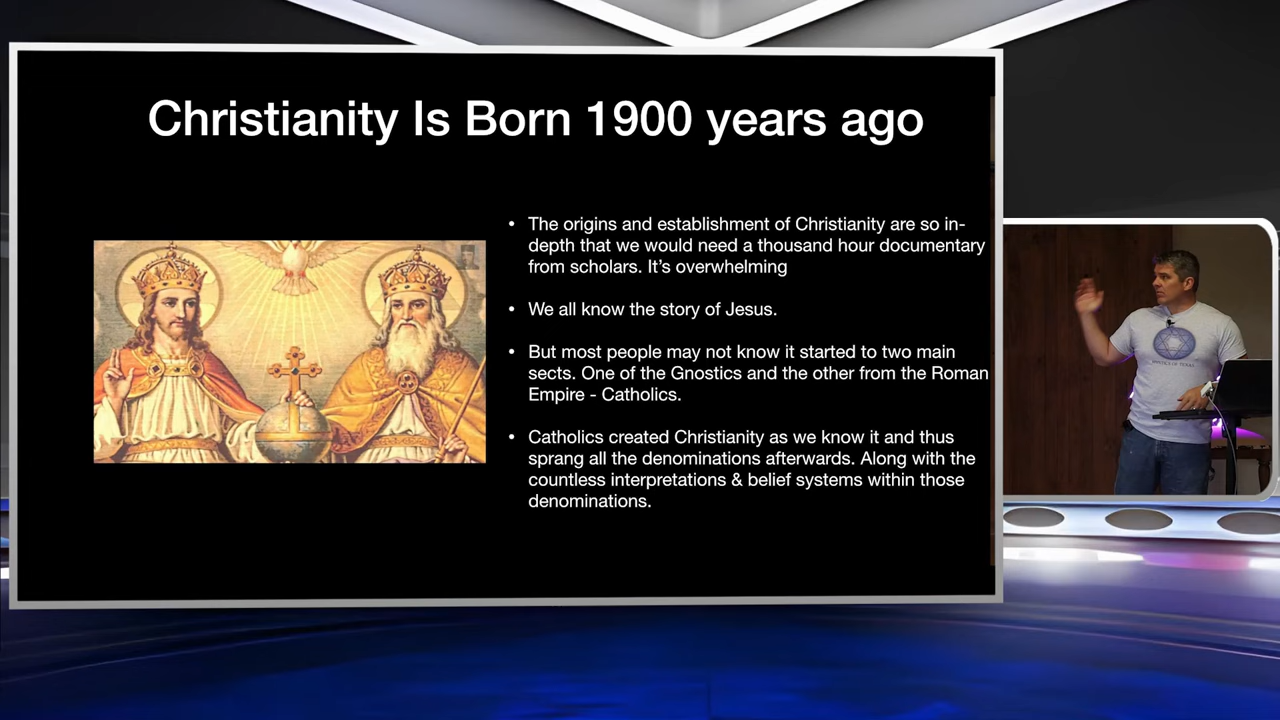 Christianity Is Born 1900 years ago
• The origins and establishment of Christianity are so in-
depth that we would need a thousand hour documentary
from scholars. It’s overwhelming
• We all know the story of Jesus.
• But most people may not know it started to two main
sects. One of the Gnostics and the other from the Roman
Empire - Catholics.
• Catholics created Christianity as we know it and thus
sprang all the denominations afterwards. Along with the
countless interpretations & belief systems within those
denominations.